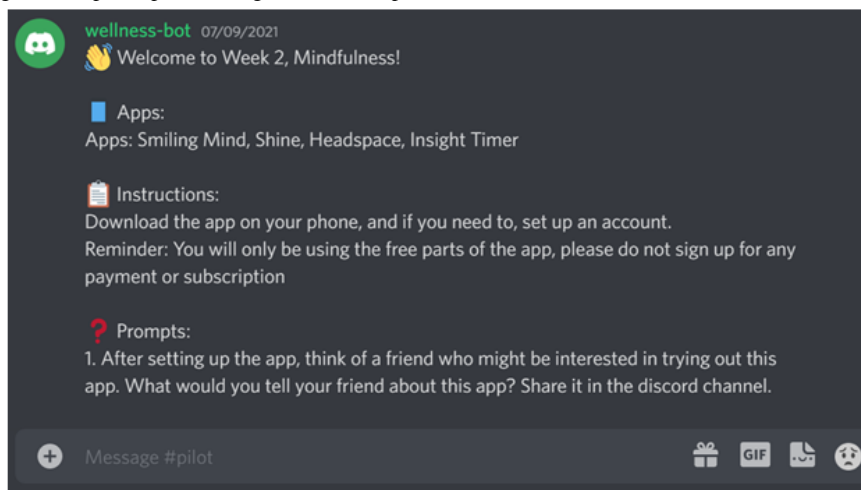 wellness-bot 07/09/2021
👋 Welcome to Week 2, Mindfulness!
Apps:
Apps: Smiling Mind, Shine, Headspace, Insight Timer
Instructions:
Download the app on your phone, and if you need to, set up an account.
Reminder: You will only be using the free parts of the app, please do not sign up for any
payment or subscription
❓ Prompts:
1. After setting up the app, think of a friend who might be interested in trying out this
app. What would you tell your friend about this app? Share it in the discord channel.
Message #pilot
GIF